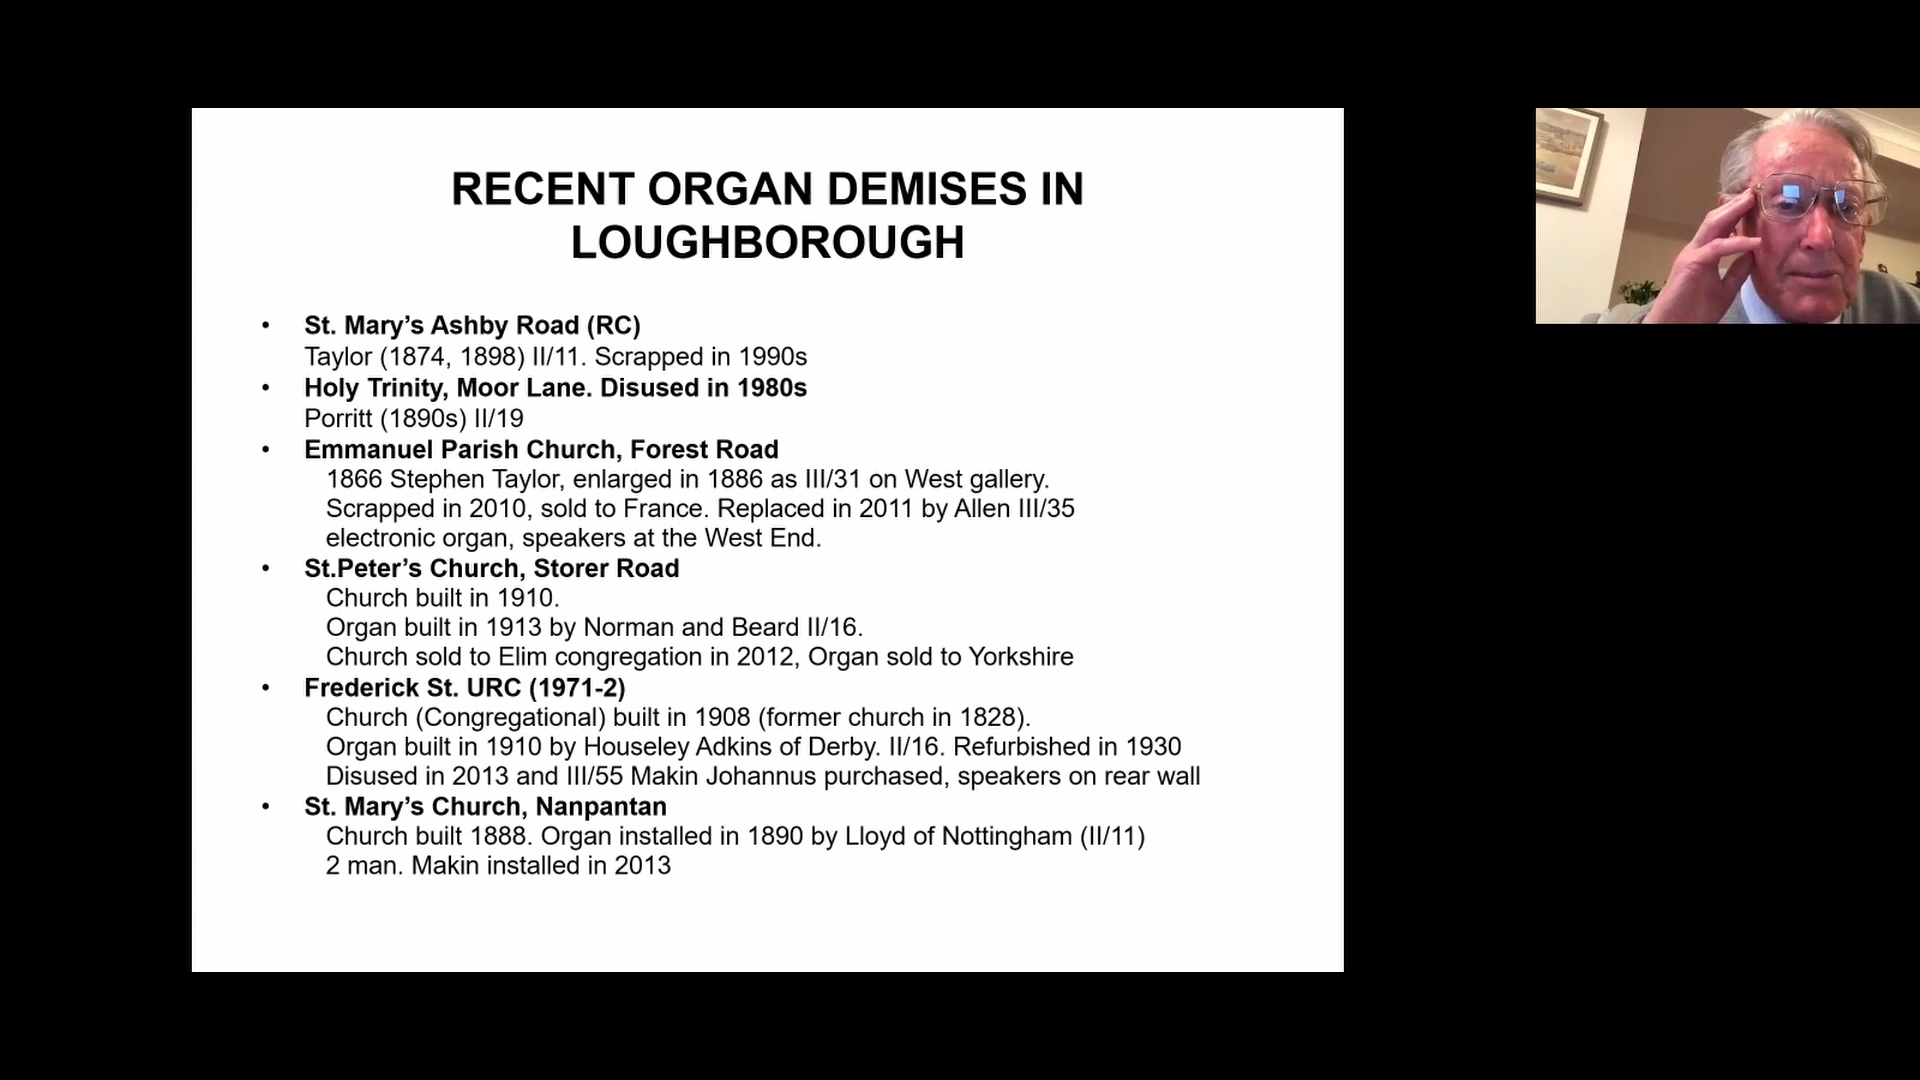 RECENT ORGAN DEMISES IN
LOUGHBOROUGH
• St. Mary’s Ashby Road (RC)
Taylor (1874, 1898) II/11. Scrapped in 1990s
• Holy Trinity, Moor Lane. Disused in 1980s
Porritt (1890s) II/19
• Emmanuel Parish Church, Forest Road
1866 Stephen Taylor, enlarged in 1886 as III/31 on West gallery.
Scrapped in 2010, sold to France. Replaced in 2011 by Allen III/35
electronic organ, speakers at the West End.
• St.Peter’s Church, Storer Road
Church built in 1910.
Organ built in 1913 by Norman and Beard II/16.
Church sold to Elim congregation in 2012, Organ sold to Yorkshire
• Frederick St. URC (1971-2)
Church (Congregational) built in 1908 (former church in 1828).
Organ built in 1910 by Houseley Adkins of Derby. II/16. Refurbished in 1930
Disused in 2013 and III/55 Makin Johannus purchased, speakers on rear wall
• St. Mary’s Church, Nanpantan
Church built 1888. Organ installed in 1890 by Lloyd of Nottingham (II/11)
2 man. Makin installed in 2013